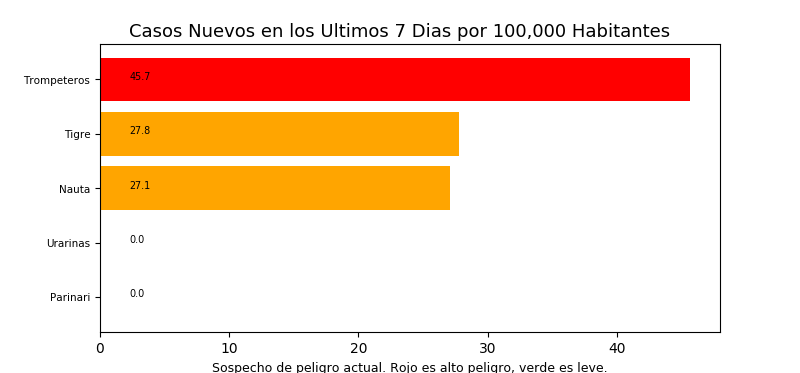 Casos Nuevos en los Ultimos 7 Dias por 100,000 Habitantes
Trompeteros 45.7
Tigre 27.8
Nauta 27.1
Urarinas 0.0
Parinari 0.0
0 10 20 30 40
Sospecho de peligro actual. Rojo es alto peligro, verde es leve.